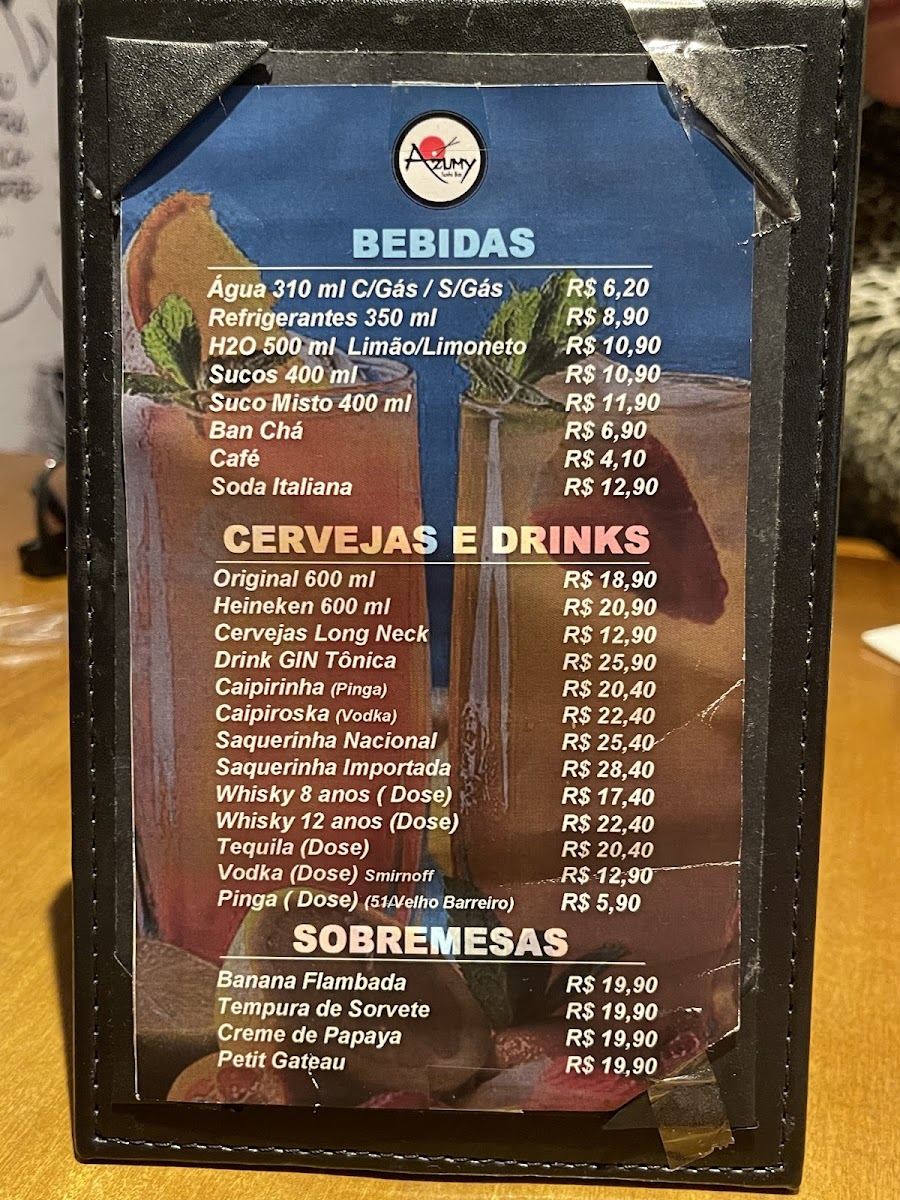 AZUMY
Sushi Bar
BEBIDAS
Água 310 ml C/Gás / S/Gás R$ 6,20
Refrigerantes 350 ml R$ 8,90
H2O 500 ml Limão/Limoneto R$ 10,90
Sucos 400 ml R$ 10,90
Suco Misto 400 ml R$ 11,90
Ban Chá R$ 6,90
Café R$ 4,10
Soda Italiana R$ 12,90
CERVEJAS E DRINKS
Original 600 ml R$ 18,90
Heineken 600 ml R$ 20,90
Cervejas Long Neck R$ 12,90
Drink GIN Tônica R$ 25,90
Caipirinha (Pinga) R$ 20,40
Caipiroska (Vodka) R$ 22,40
Saquerinha Nacional R$ 25,40
Saquerinha Importada R$ 28,40
Whisky 8 anos ( Dose) R$ 17,40
Whisky 12 anos (Dose) R$ 22,40
Tequila (Dose) R$ 20,40
Vodka (Dose) Smirnoff R$ 12,90
Pinga ( Dose) (51/Velho Barreiro) R$ 5,90
SOBREMESAS
Banana Flambada R$ 19,90
Tempura de Sorvete R$ 19,90
Creme de Papaya R$ 19,90
Petit Gateau R$ 19,90